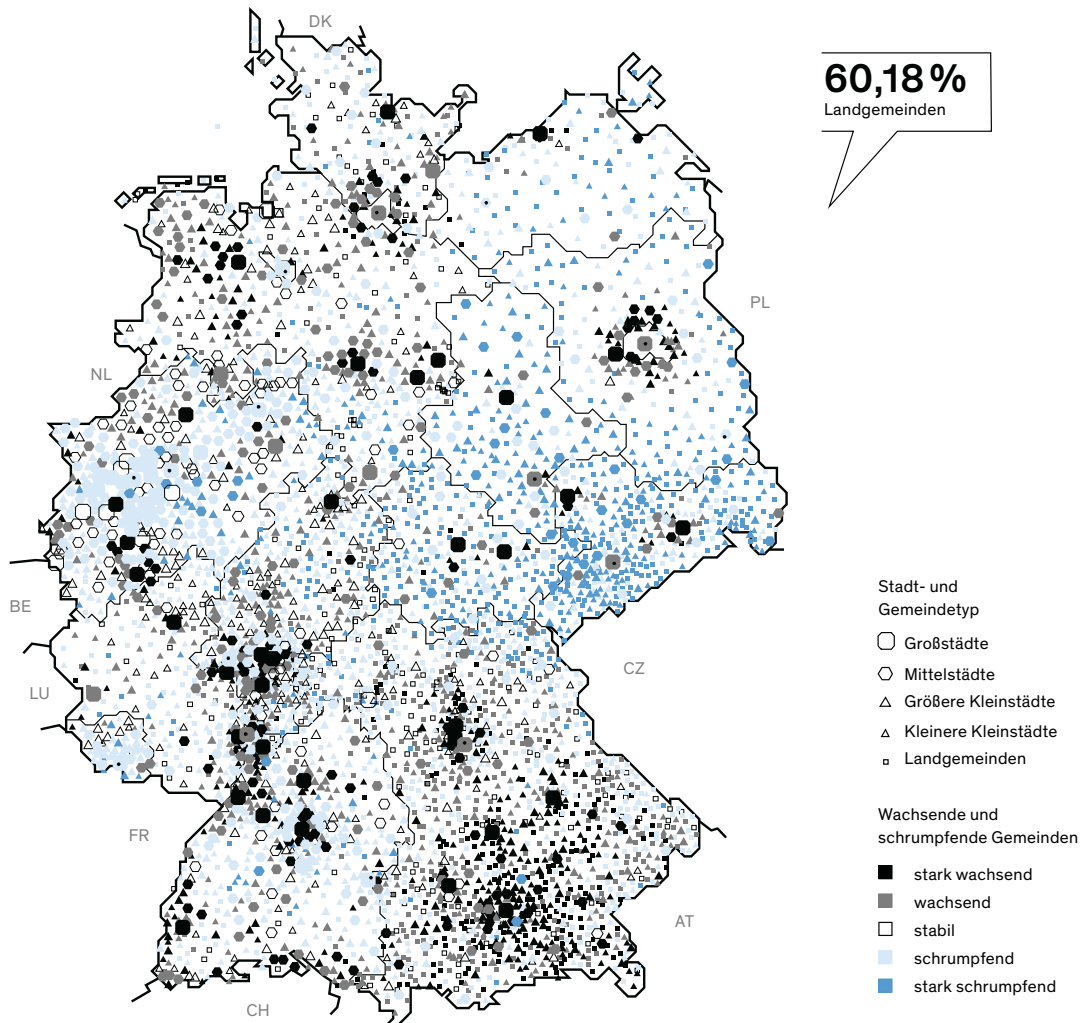 DK
60,18 %
Landgemeinden
PL
NL
BE
LU
CZ
FR
AT
CH
Stadt- und
Gemeindetyp
Großstädte
Mittelstädte
Größere Kleinstädte
Kleinere Kleinstädte
Landgemeinden
Wachsende und
schrumpfende Gemeinden
stark wachsend
wachsend
stabil
schrumpfend
stark schrumpfend